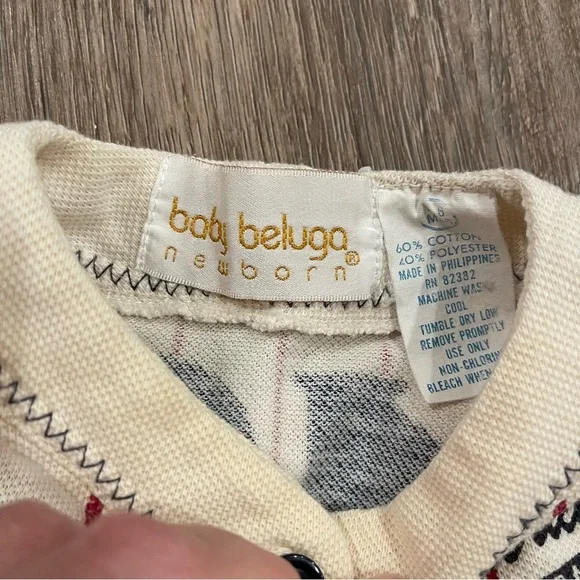 baby beluga®
newborn
60% COTTON
40% POLYESTER
MADE IN PHILIPPINES
RN 82382
MACHINE WASH
COOL
TUMBLE DRY LOW
REMOVE PROMPTLY
USE ONLY
NON-CHLORINE
BLEACH WHEN